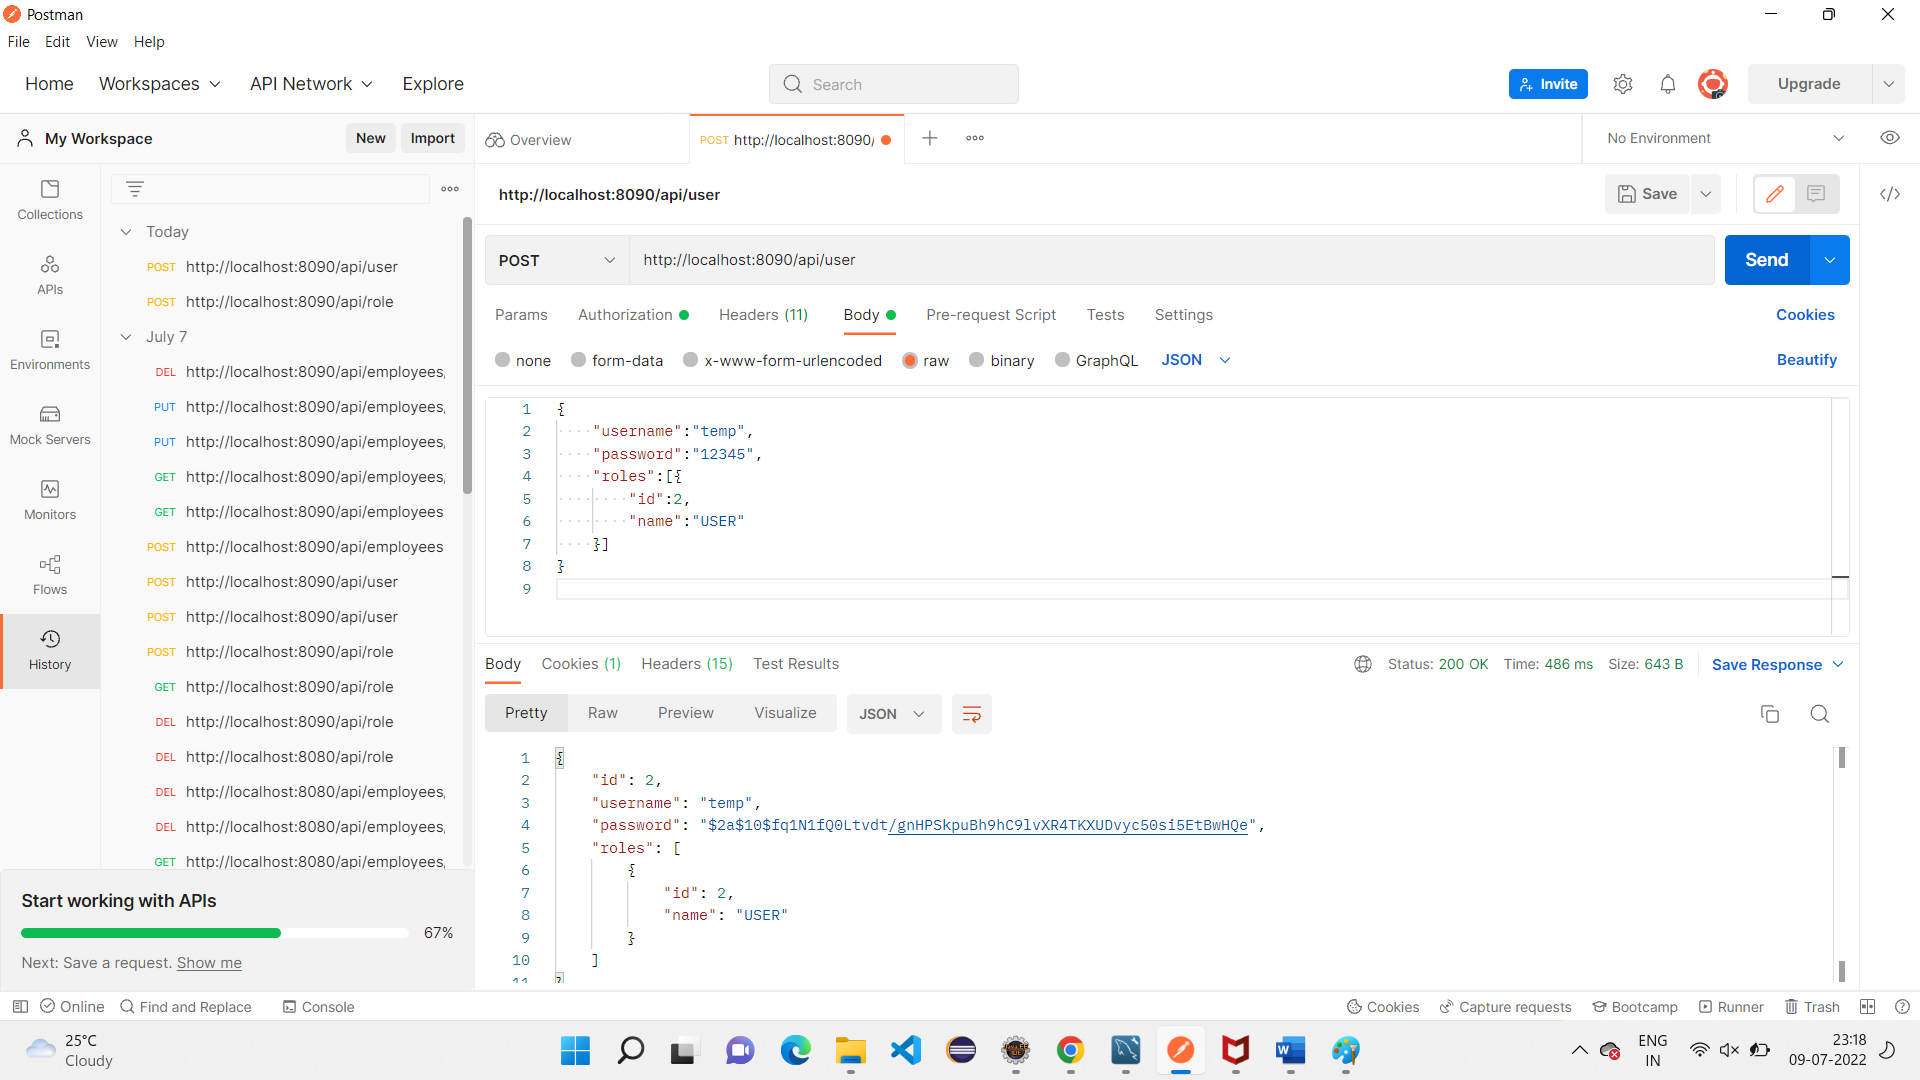 Postman
File Edit View Help
Home Workspaces API Network Explore Search Invite Upgrade
My Workspace New Import Overview POST http://localhost:8090/ No Environment
Collections
APIs
Environments
Mock Servers
Monitors
Flows
History
Today
POST http://localhost:8090/api/user
POST http://localhost:8090/api/role
July 7
DEL http://localhost:8090/api/employees,
PUT http://localhost:8090/api/employees,
PUT http://localhost:8090/api/employees,
GET http://localhost:8090/api/employees,
GET http://localhost:8090/api/employees
POST http://localhost:8090/api/employees
POST http://localhost:8090/api/user
POST http://localhost:8090/api/user
POST http://localhost:8090/api/role
GET http://localhost:8090/api/role
DEL http://localhost:8090/api/role
DEL http://localhost:8080/api/role
DEL http://localhost:8080/api/employees,
DEL http://localhost:8080/api/employees,
GET http://localhost:8080/api/employees,
Start working with APIs
67%
Next: Save a request. Show me
http://localhost:8090/api/user Save
POST http://localhost:8090/api/user Send
Params Authorization Headers (11) Body Pre-request Script Tests Settings Cookies
none form-data x-www-form-urlencoded raw binary GraphQL JSON Beautify
1 {
2 "username":"temp",
3 "password":"12345",
4 "roles":[{
5 "id":2,
6 "name":"USER"
7 }]
8 }
9
Body Cookies (1) Headers (15) Test Results Status: 200 OK Time: 486 ms Size: 643 B Save Response
Pretty Raw Preview Visualize JSON
1 {
2 "id": 2,
3 "username": "temp",
4 "password": "$2a$10$fq1N1fQ0Ltvdt/gnHPSkpuBh9hC9lvXR4TKXUDvyc50si5EtBwHQe",
5 "roles": [
6 {
7 "id": 2,
8 "name": "USER"
9 }
10 ]
11 }
Online Find and Replace Console Cookies Capture requests Bootcamp Runner Trash
25°C
Cloudy
ENG
IN
23:18
09-07-2022